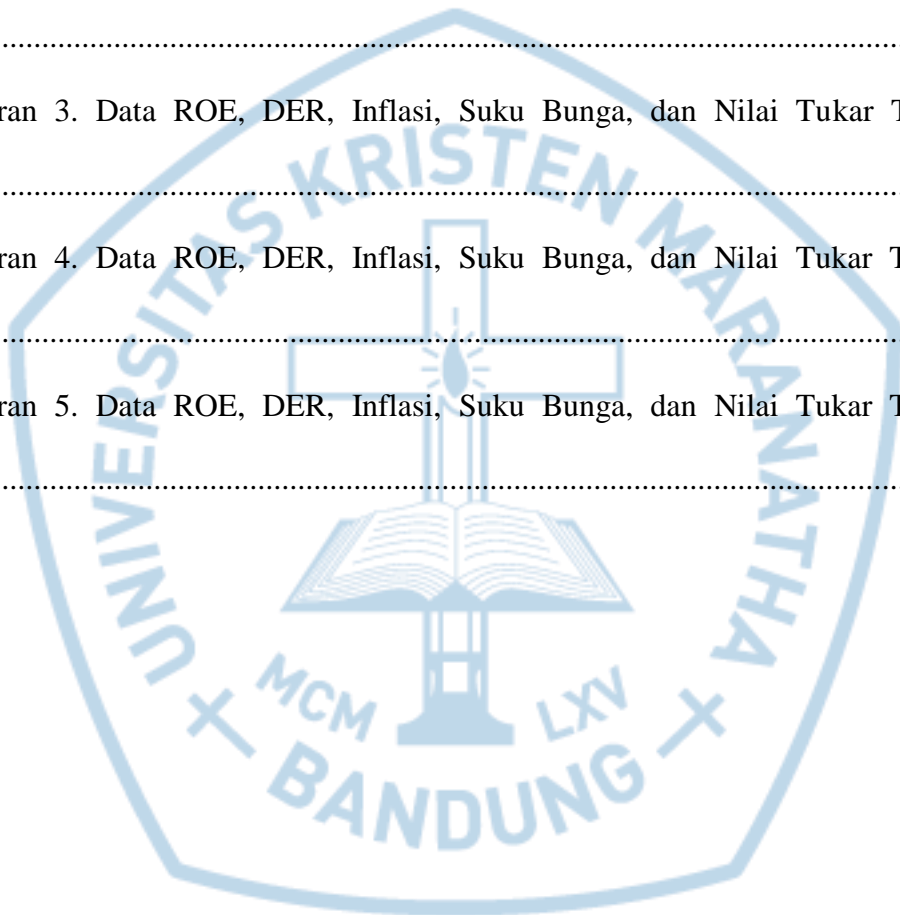 ........................................................................................................................
ran 3. Data ROE, DER, Inflasi, Suku Bunga, dan Nilai Tukar T
........................................................................................................................
ran 4. Data ROE, DER, Inflasi, Suku Bunga, dan Nilai Tukar T
........................................................................................................................
ran 5. Data ROE, DER, Inflasi, Suku Bunga, dan Nilai Tukar T
........................................................................................................................
UNIVERSITAS KRISTEN MARANATHA
MCM LXV
+ BANDUNG +